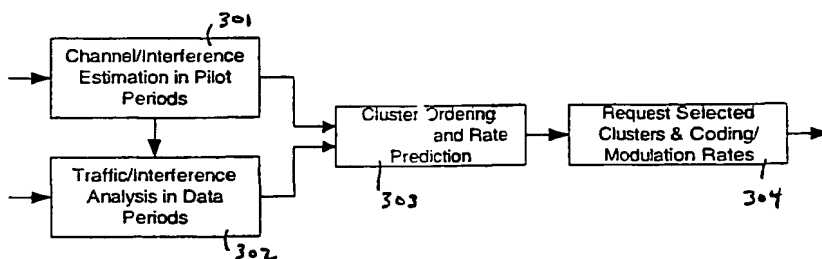 301
Channel/Interference
Estimation in Pilot
Periods
Traffic/Interference
Analysis in Data
Periods
302
Cluster Ordering
and Rate
Prediction
303
Request Selected
Clusters & Coding/
Modulation Rates
304